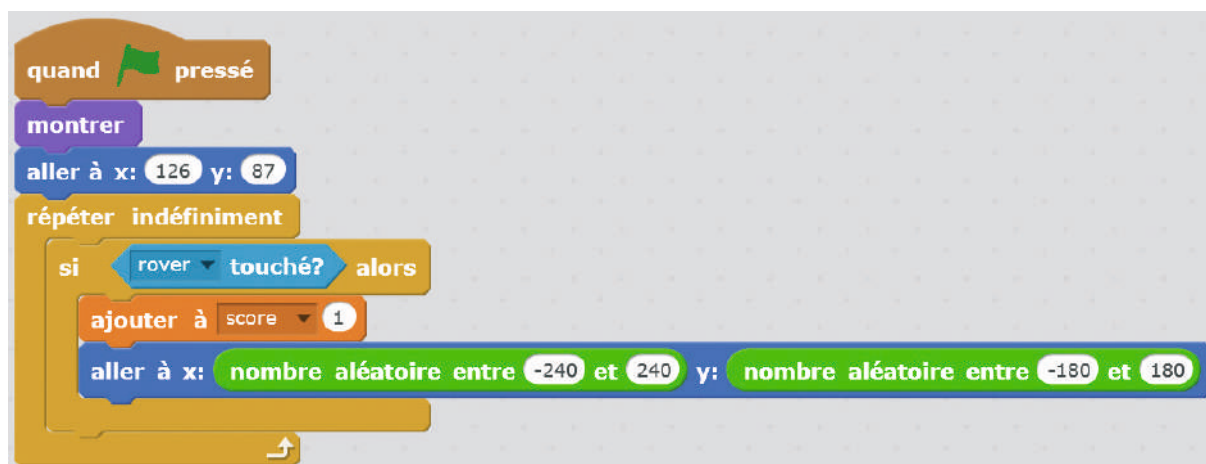 quand pressé
montrer
aller à x: 126 y: 87
répéter indéfiniment
si rover touché? alors
ajouter à score 1
aller à x: nombre aléatoire entre -240 et 240 y: nombre aléatoire entre -180 et 180